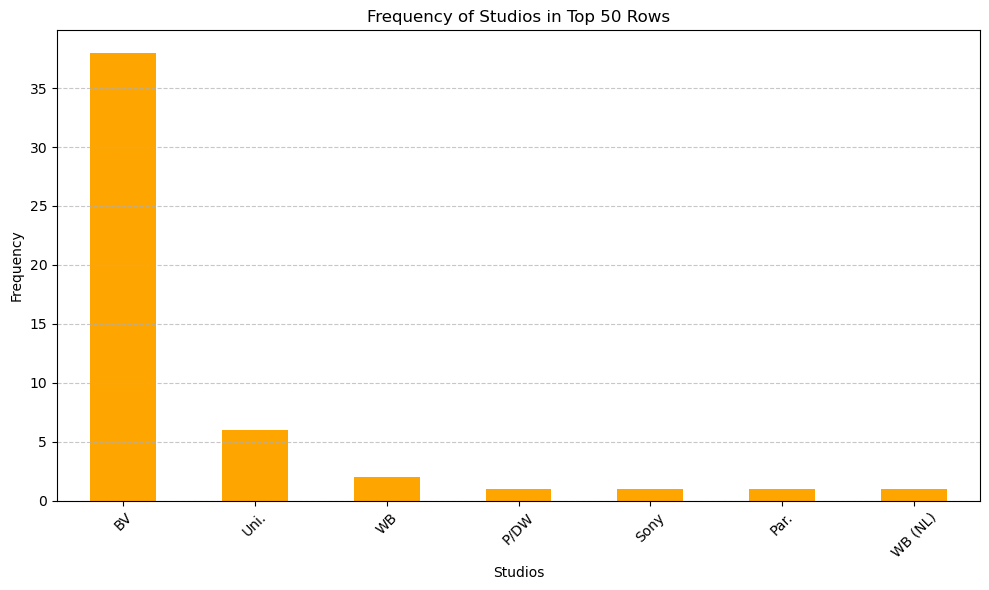 Frequency of Studios in Top 50 Rows
Frequency
35
30
25
20
15
10
5
0
BV
Uni.
WB
P/DW
Sony
Par.
WB (NL)
Studios